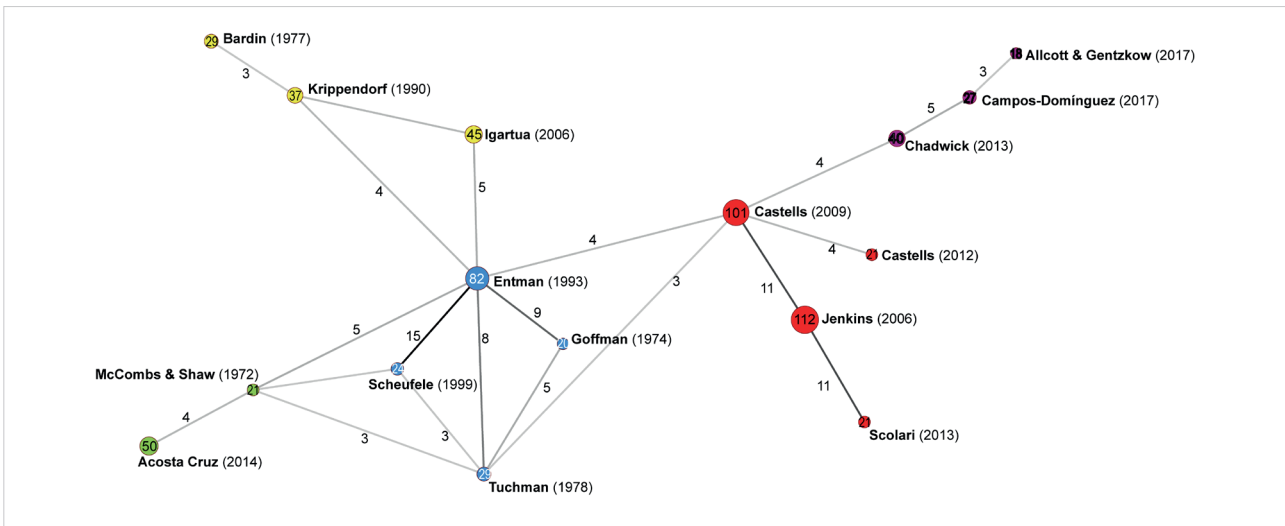 29 Bardin (1977)
3
37 Krippendorf (1990)
45 Igartua (2006)
4
5
18 Allcott & Gentzkow (2017)
3
27 Campos-Domínguez (2017)
5
40 Chadwick (2013)
4
101 Castells (2009)
4
21 Castells (2012)
4
3
11
112 Jenkins (2006)
11
21 Scolari (2013)
82 Entman (1993)
5
15
8
9
20 Goffman (1974)
McCombs & Shaw (1972)
21
24
Scheufele (1999)
5
4
3
3
50
Acosta Cruz (2014)
29
Tuchman (1978)